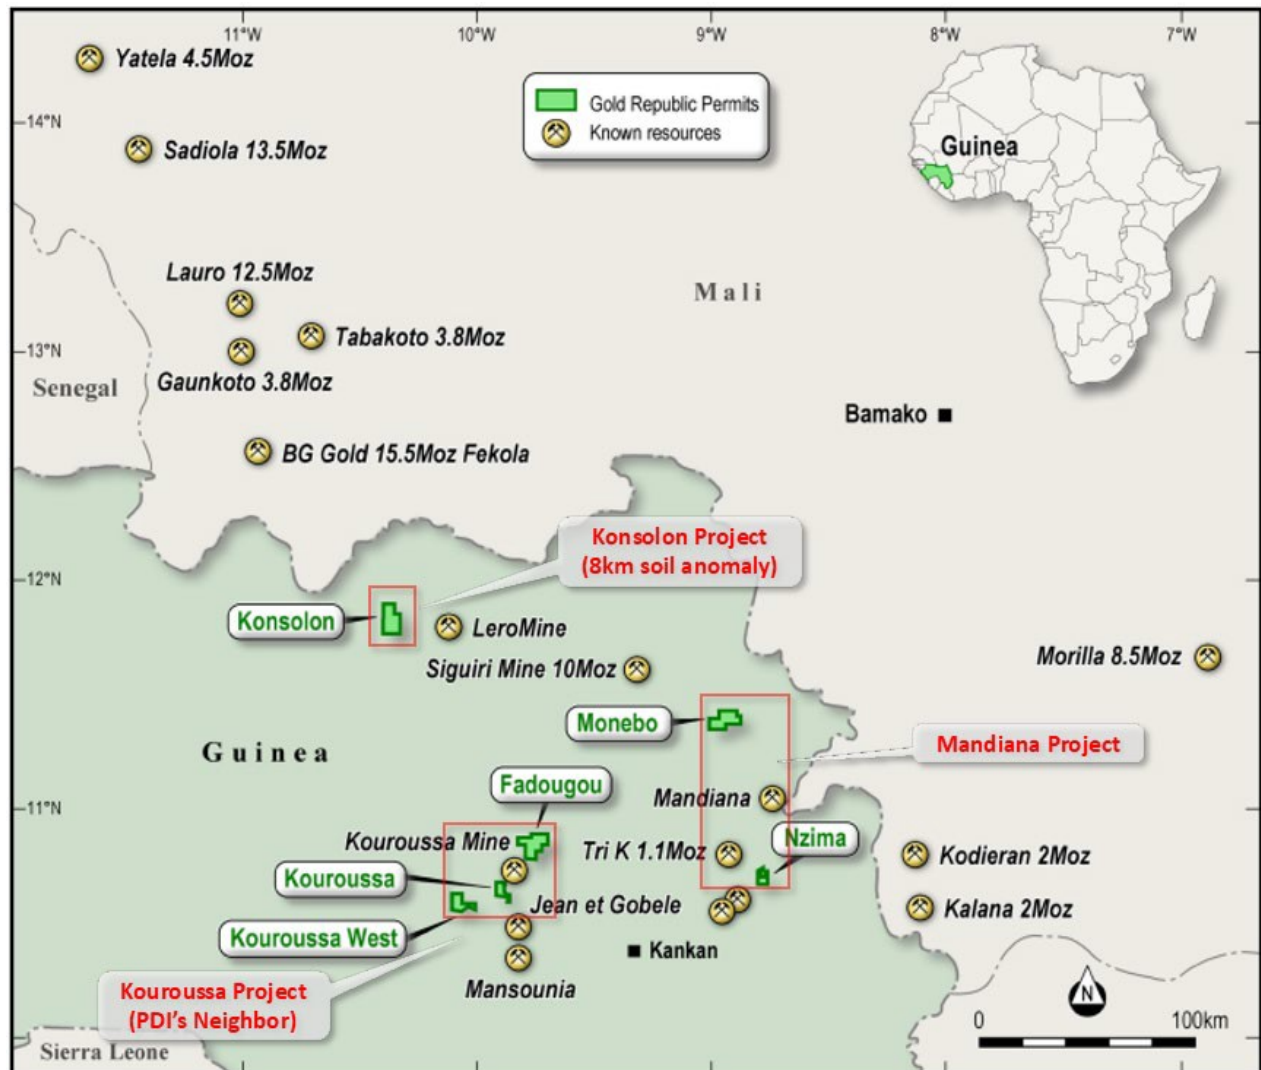 11°W
10°W
9°W
8°W
7°W
Yatela 4.5Moz
Gold Republic Permits
Known resources
Guinea
14°N
Sadiola 13.5Moz
Lauro 12.5Moz
Mali
Tabakoto 3.8Moz
13°N
Gaunkoto 3.8Moz
Senegal
Bamako
BG Gold 15.5Moz Fekola
Konsolon Project
(8km soil anomaly)
12°N
Konsolon
LeroMine
Siguiri Mine 10Moz
Morilla 8.5Moz
Monebo
Guinea
Mandiana Project
Fadougou
Mandiana
11°N
Kouroussa Mine
Tri K 1.1Moz
Nzima
Kodieran 2Moz
Kouroussa
Jean et Gobele
Kalana 2Moz
Kouroussa West
Kankan
Mansounia
Kouroussa Project
(PDI's Neighbor)
N
0
100km
Sierra Leone